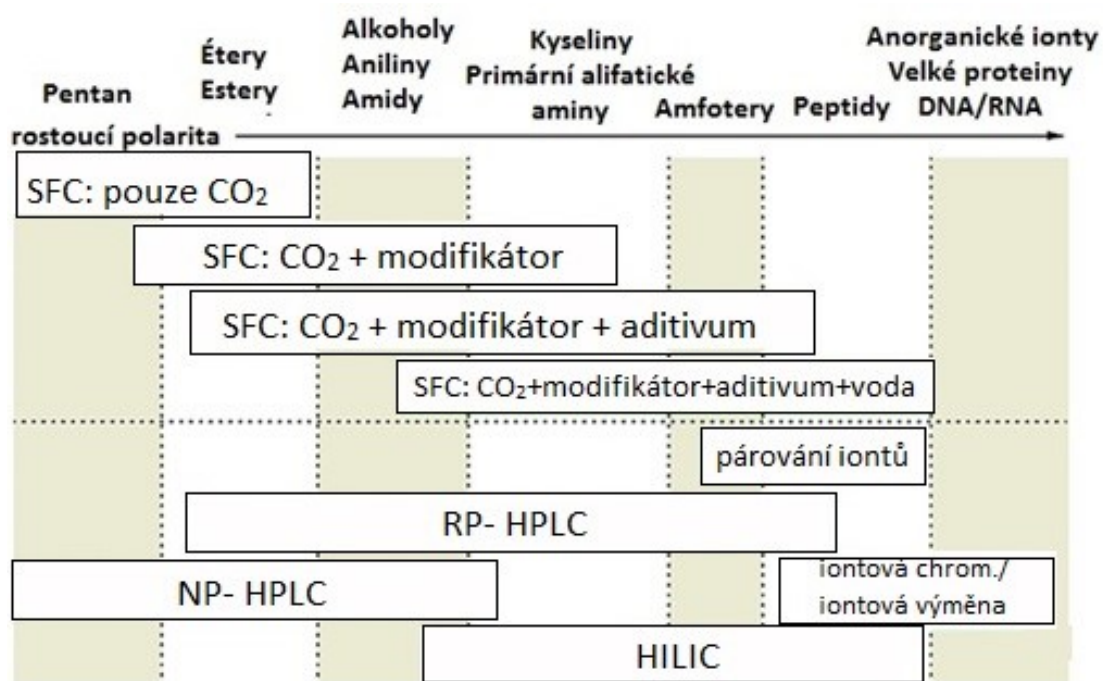 Pentan
Étery
Estery
Alkoholy
Aniliny
Amidy
Kyseliny
Primární alifatické
aminy
Amfotery
Peptidy
Anorganické ionty
Velké proteiny
DNA/RNA
rostoucí polarita
SFC: pouze CO₂
SFC: CO₂ + modifikátor
SFC: CO₂ + modifikátor + aditivum
SFC: CO₂+modifikátor+aditivum+voda
párování iontů
RP- HPLC
NP- HPLC
iontová chrom./
iontová výměna
HILIC